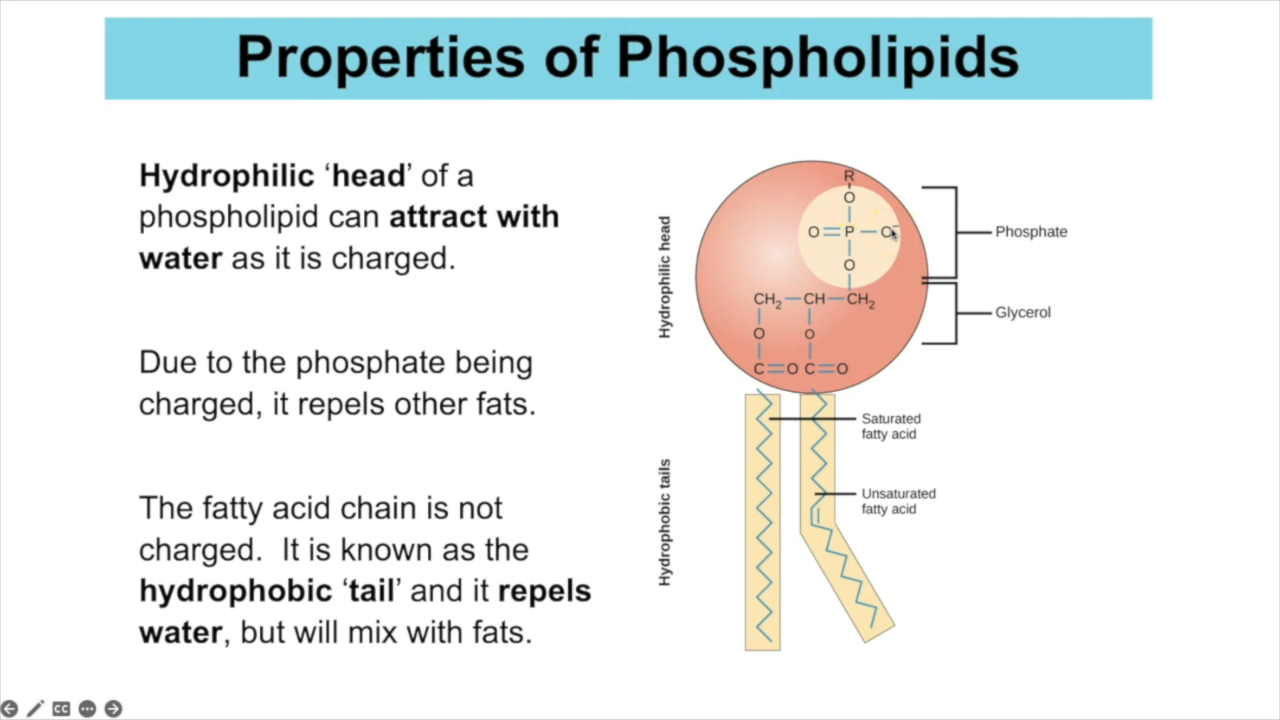 Properties of Phospholipids
Hydrophilic ‘head’ of a
phospholipid can attract with
water as it is charged.
Due to the phosphate being
charged, it repels other fats.
The fatty acid chain is not
charged.  It is known as the
hydrophobic ‘tail’ and it repels
water, but will mix with fats.
Hydrophilic head
Hydrophobic tails
R
O
O P O⁻
O
CH₂ CH CH₂
O O
C O C O
Phosphate
Glycerol
Saturated
fatty acid
Unsaturated
fatty acid
CC